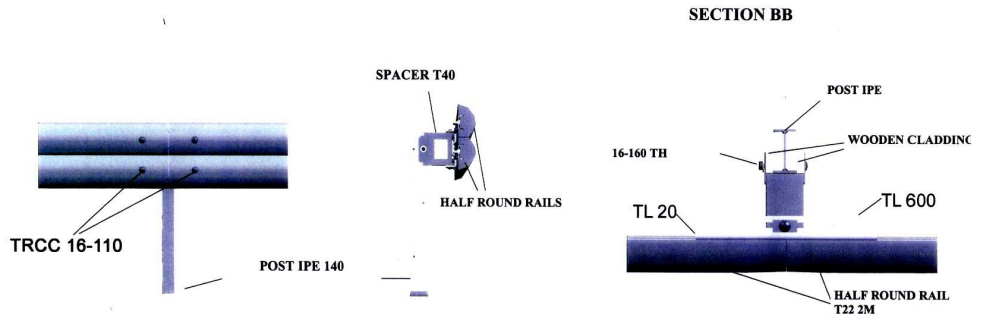 SECTION BB
SPACER T40
POST IPE
WOODEN CLADDING
16-160 TH
HALF ROUND RAILS
TL 20
TL 600
TRCC 16-110
POST IPE 140
HALF ROUND RAIL
T22 2M